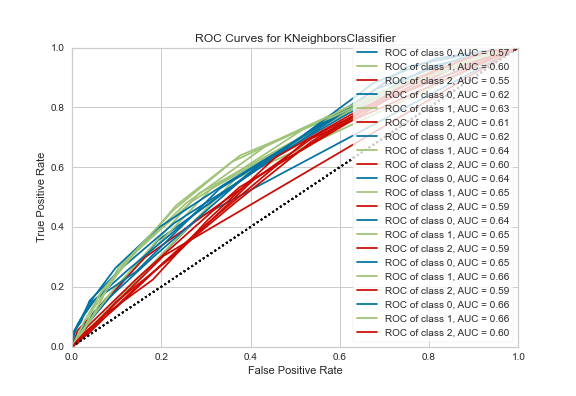 ROC Curves for KNeighborsClassifier
1.0
0.8
0.6
0.4
0.2
0.0
True Positive Rate
ROC of class 0, AUC = 0.57
ROC of class 1, AUC = 0.60
ROC of class 2, AUC = 0.55
ROC of class 0, AUC = 0.62
ROC of class 1, AUC = 0.63
ROC of class 2, AUC = 0.61
ROC of class 0, AUC = 0.62
ROC of class 1, AUC = 0.64
ROC of class 2, AUC = 0.60
ROC of class 0, AUC = 0.64
ROC of class 1, AUC = 0.65
ROC of class 2, AUC = 0.59
ROC of class 0, AUC = 0.64
ROC of class 1, AUC = 0.65
ROC of class 2, AUC = 0.59
ROC of class 0, AUC = 0.65
ROC of class 1, AUC = 0.66
ROC of class 2, AUC = 0.59
ROC of class 0, AUC = 0.66
ROC of class 1, AUC = 0.66
ROC of class 2, AUC = 0.60
0.0 0.2 0.4 0.6 0.8 1.0
False Positive Rate